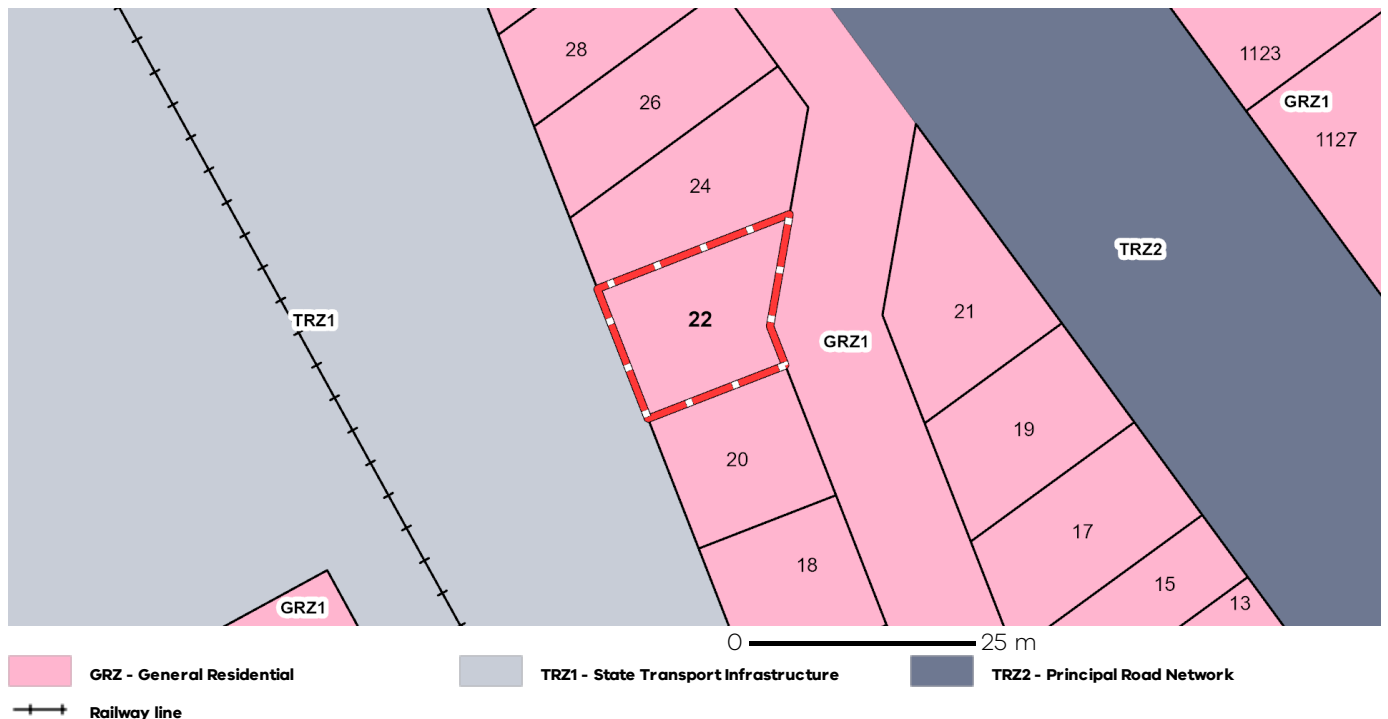 28
1123
26
GRZ1
1127
24
TRZ2
22
21
TRZ1
GRZ1
19
20
17
18
15
GRZ1
13
0 25 m
GRZ - General Residential
TRZ1 - State Transport Infrastructure
TRZ2 - Principal Road Network
Railway line